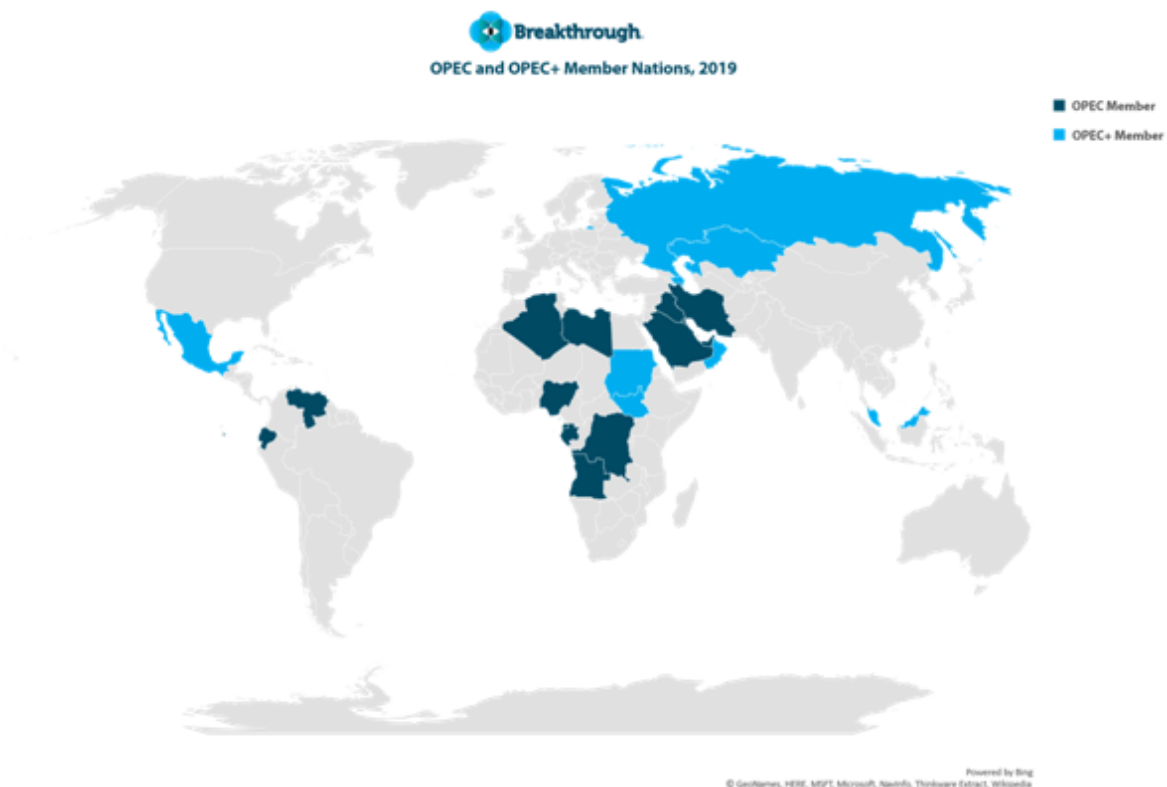 Breakthrough.
OPEC and OPEC+ Member Nations, 2019
OPEC Member
OPEC+ Member
Powered by Bing
© GeoNames, HERE, MSFT, Microsoft, NavInfo, Thinkware Extract, Wikipedia